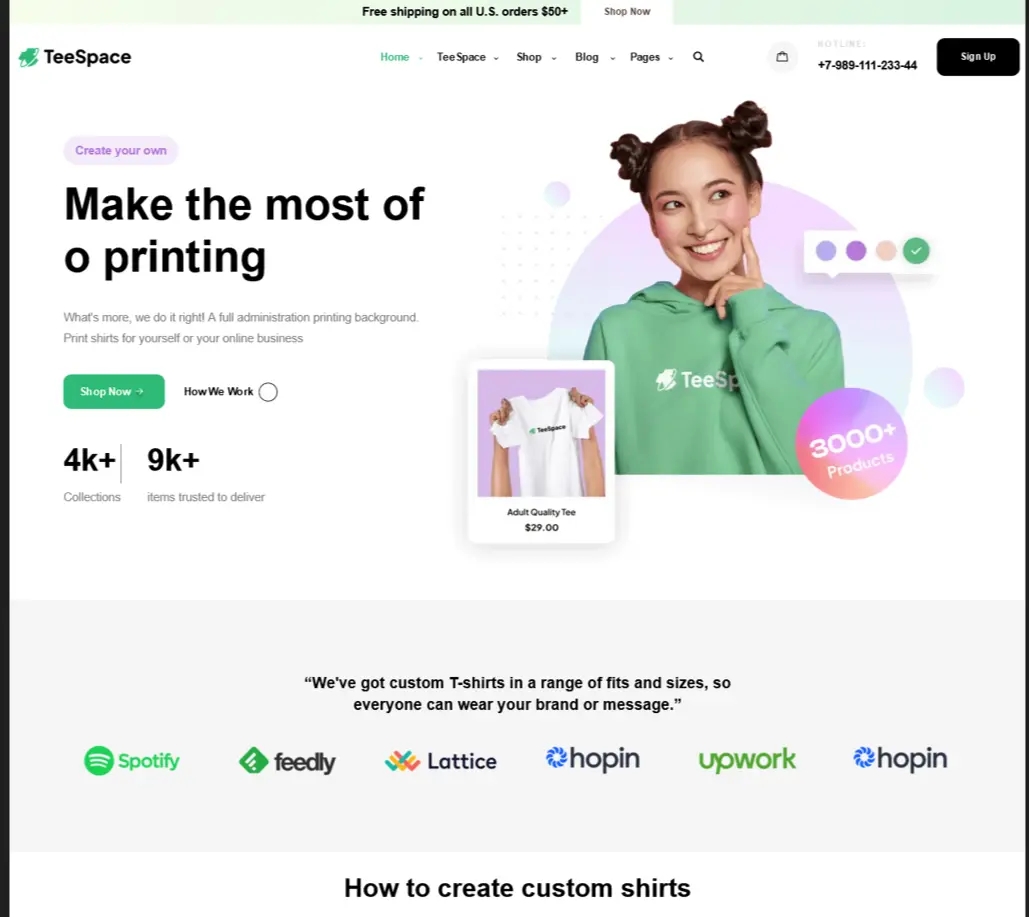 Free shipping on all U.S. orders $50+ Shop Now
TeeSpace Home TeeSpace Shop Blog Pages HOTLINE: +7-989-111-233-44 Sign Up
Create your own
Make the most of
o printing
What's more, we do it right! A full administration printing background.
Print shirts for yourself or your online business
Shop Now → How We Work
4k+ 9k+
Collections items trusted to deliver
TeeSp
3000+
Products
TeeSpace
Adult Quality Tee
$29.00
“We've got custom T-shirts in a range of fits and sizes, so
everyone can wear your brand or message.”
Spotify feedly Lattice hopin upwork hopin
How to create custom shirts